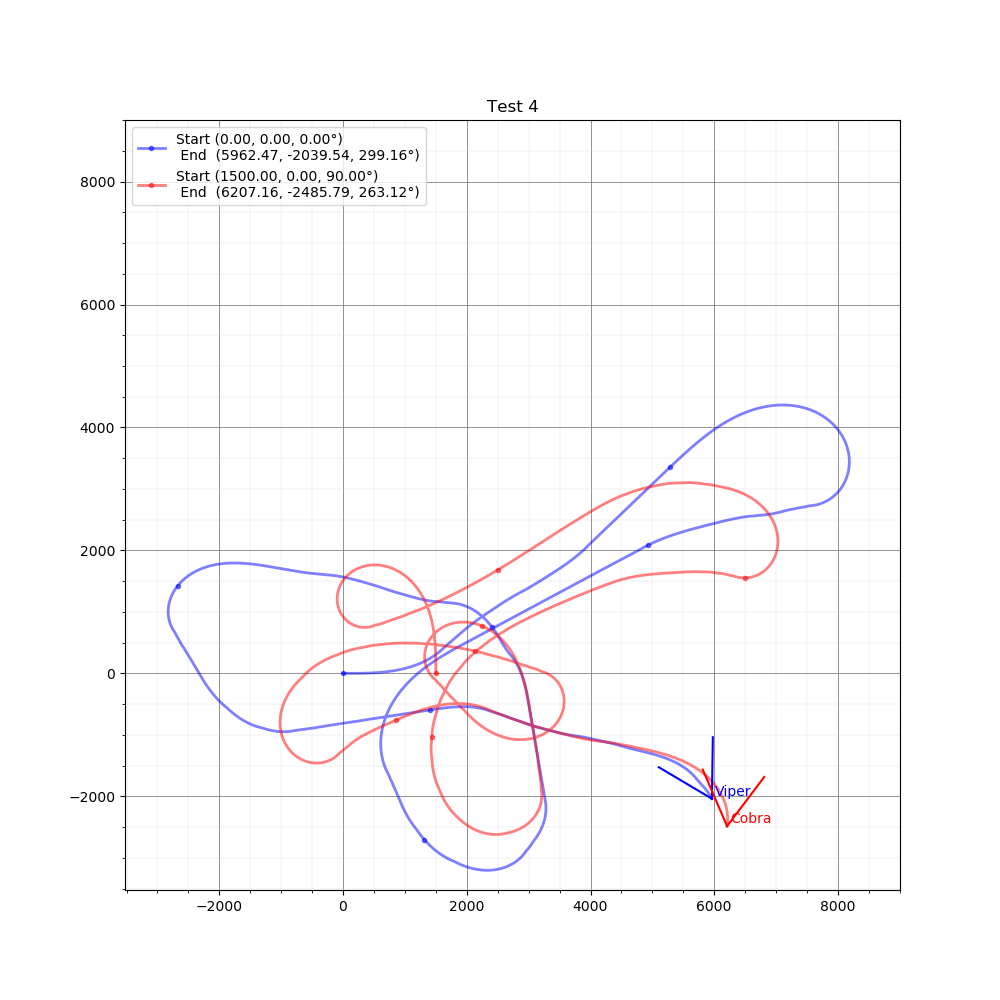 Test 4
Start (0.00, 0.00, 0.00°)
End (5962.47, -2039.54, 299.16°)
Start (1500.00, 0.00, 90.00°)
End (6207.16, -2485.79, 263.12°)
8000
6000
4000
2000
0
−2000
Viper
Cobra
−2000 0 2000 4000 6000 8000